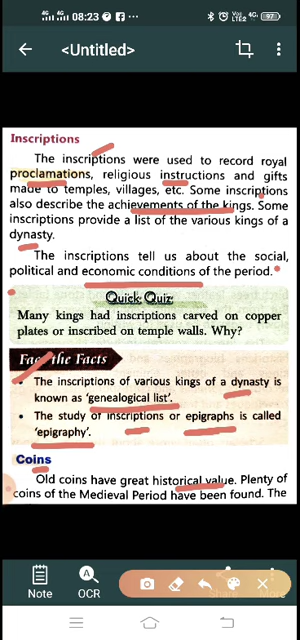 4G 4G 08:23
4G 97
<Untitled>
Inscriptions
The inscriptions were used to record royal
proclamations, religious instructions and gifts
made to temples, villages, etc. Some inscriptions
also describe the achievements of the kings. Some
inscriptions provide a list of the various kings of a
dynasty.
The inscriptions tell us about the social,
political and economic conditions of the period.
Quick Quiz
Many kings had inscriptions carved on copper
plates or inscribed on temple walls. Why?
Face the Facts
• The inscriptions of various kings of a dynasty is
known as ‘genealogical list’.
• The study of inscriptions or epigraphs is called
‘epigraphy’.
Coins
Old coins have great historical value. Plenty of
coins of the Medieval Period have been found. The
Note OCR Share More